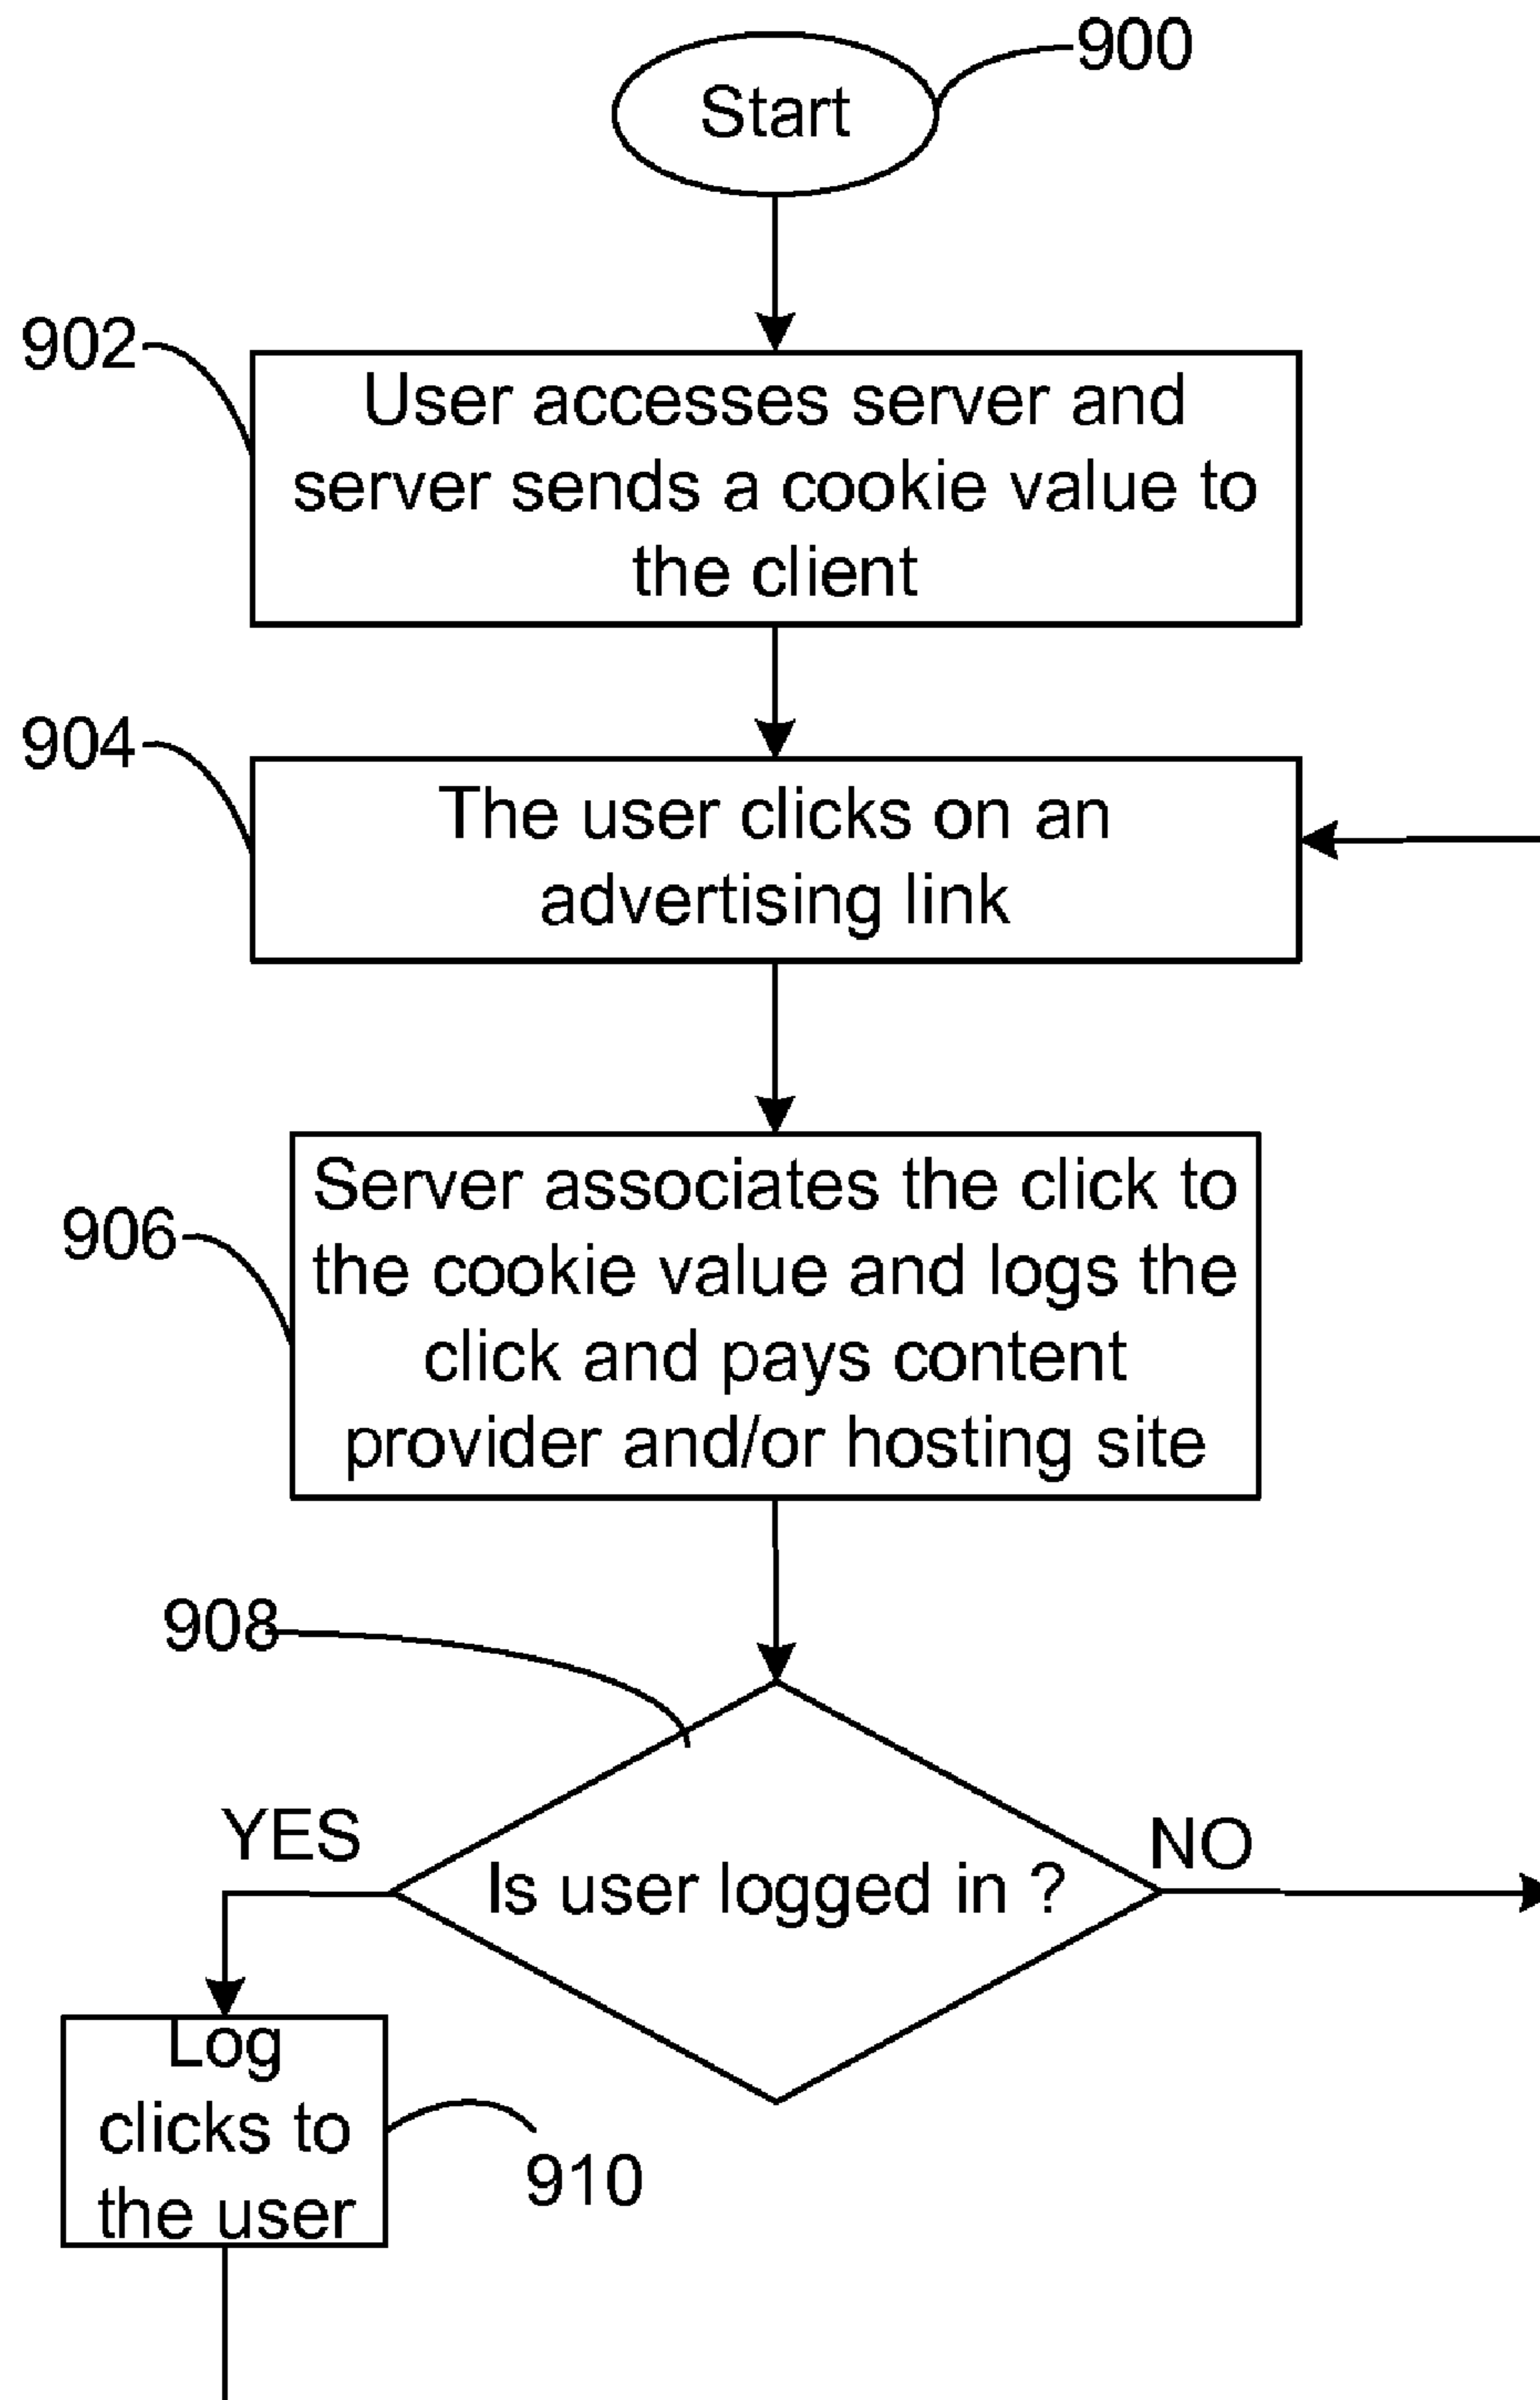 900
Start
902
User accesses server and
server sends a cookie value to
the client
904
The user clicks on an
advertising link
906
Server associates the click to
the cookie value and logs the
click and pays content
provider and/or hosting site
908
YES
NO
Is user logged in ?
Log
clicks to
the user
910